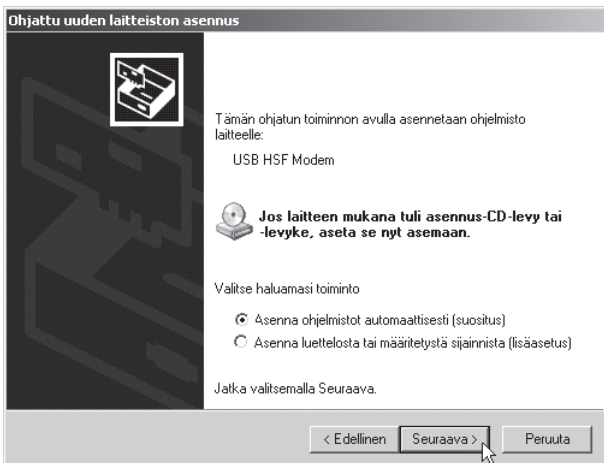 Ohjattu uuden laitteiston asennus
Tämän ohjatun toiminnon avulla asennetaan ohjelmisto
laitteelle:
USB HSF Modem
Jos laitteen mukana tuli asennus-CD-levy tai
-levyke, aseta se nyt asemaan.
Valitse haluamasi toiminto
Asenna ohjelmistot automaattisesti (suositus)
Asenna luettelosta tai määritetystä sijainnista (lisäasetus)
Jatka valitsemalla Seuraava.
< Edellinen Seuraava > Peruuta